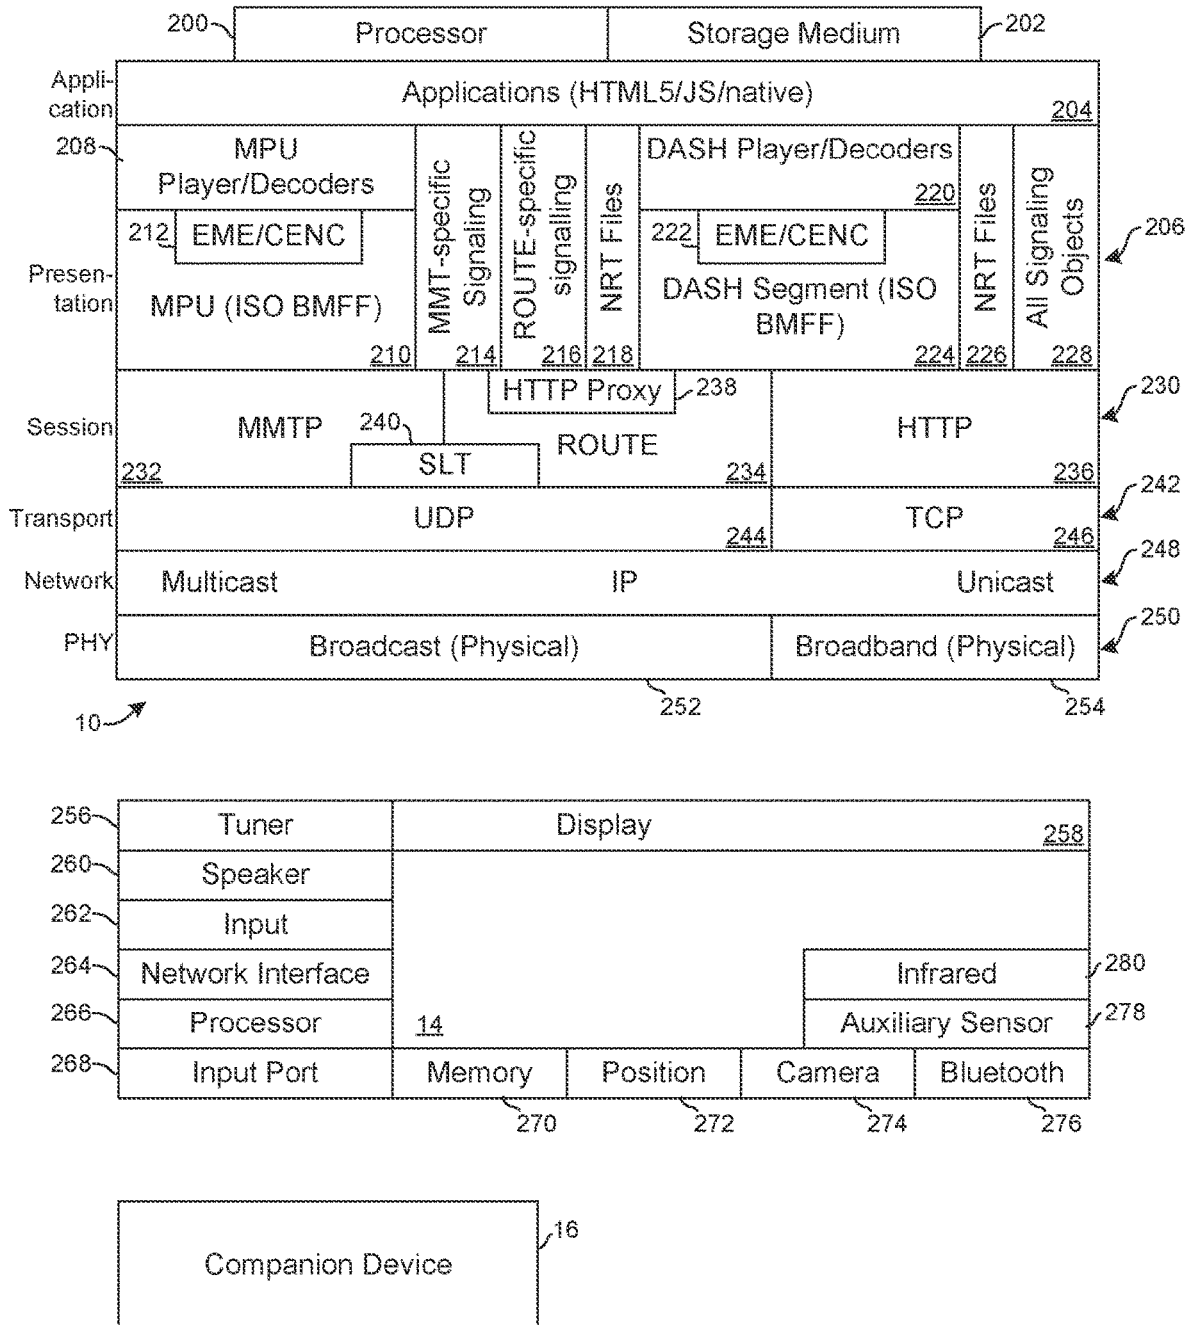 200 Processor Storage Medium 202
Appli-
cation
Applications (HTML5/JS/native)
204
208
MPU
Player/Decoders
MMT-specific
Signaling
ROUTE-specific
signalling
NRT Files
DASH Player/Decoders
220
NRT Files
All Signaling
Objects
206
212 EME/CENC
222 EME/CENC
Presen-
tation
MPU (ISO BMFF)
DASH Segment (ISO
BMFF)
210 214 216 218 224 226 228
HTTP Proxy 238
230
Session
MMTP
240
SLT
ROUTE
HTTP
232 234 236
Transport UDP 244 TCP 246 242
248
Network Multicast IP Unicast
PHY Broadcast (Physical) Broadband (Physical) 250
252 254
10
256 Tuner Display 258
260 Speaker
262 Input
264 Network Interface Infrared 280
266 Processor 14 Auxiliary Sensor 278
268 Input Port Memory Position Camera Bluetooth
270 272 274 276
16
Companion Device